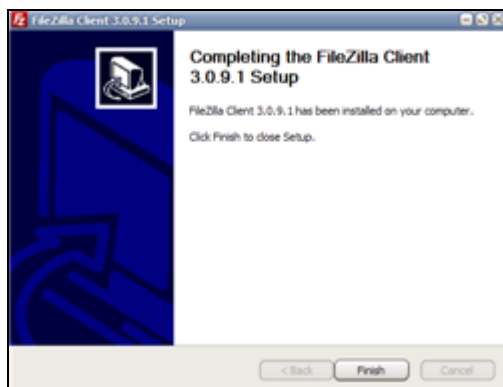 FileZilla Client 3.0.9.1 Setup
Completing the FileZilla Client
3.0.9.1 Setup
FileZilla Client 3.0.9.1 has been installed on your computer.
Click Finish to close Setup.
< Back
Finish
Cancel